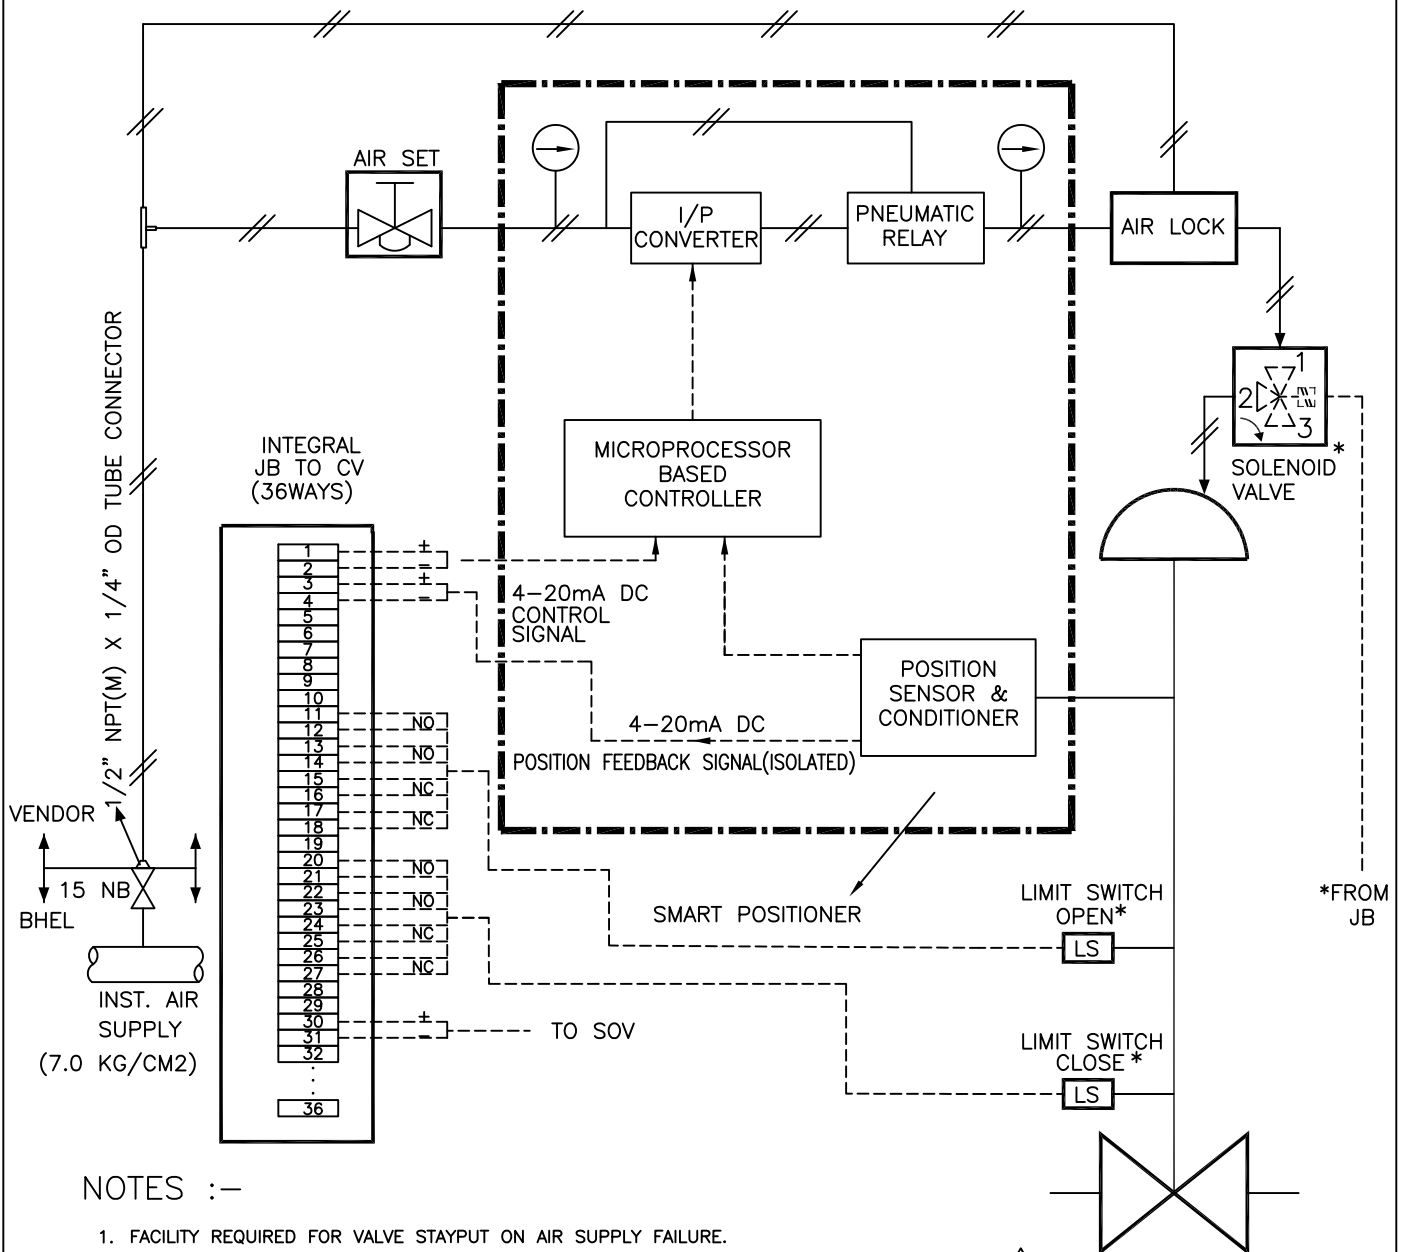 AIR SET
I/P
CONVERTER
PNEUMATIC
RELAY
AIR LOCK
1
2
3
SOLENOID*
VALVE
1/2" NPT(M) X 1/4" OD TUBE CONNECTOR
INTEGRAL
JB TO CV
(36WAYS)
MICROPROCESSOR
BASED
CONTROLLER
1
2
3
4
5
6
7
8
9
10
11
12
13
14
15
16
17
18
19
20
21
22
23
24
25
26
27
28
29
30
31
32
36
+
-
+
-
NO
NO
NC
NC
NO
NO
NC
NC
+
-
TO SOV
4-20mA DC
CONTROL
SIGNAL
POSITION
SENSOR &
CONDITIONER
4-20mA DC
POSITION FEEDBACK SIGNAL(ISOLATED)
SMART POSITIONER
VENDOR
15 NB
BHEL
INST. AIR
SUPPLY
(7.0 KG/CM2)
LIMIT SWITCH
OPEN*
LS
*FROM
JB
LIMIT SWITCH
CLOSE*
LS
NOTES :-
1. FACILITY REQUIRED FOR VALVE STAYPUT ON AIR SUPPLY FAILURE.